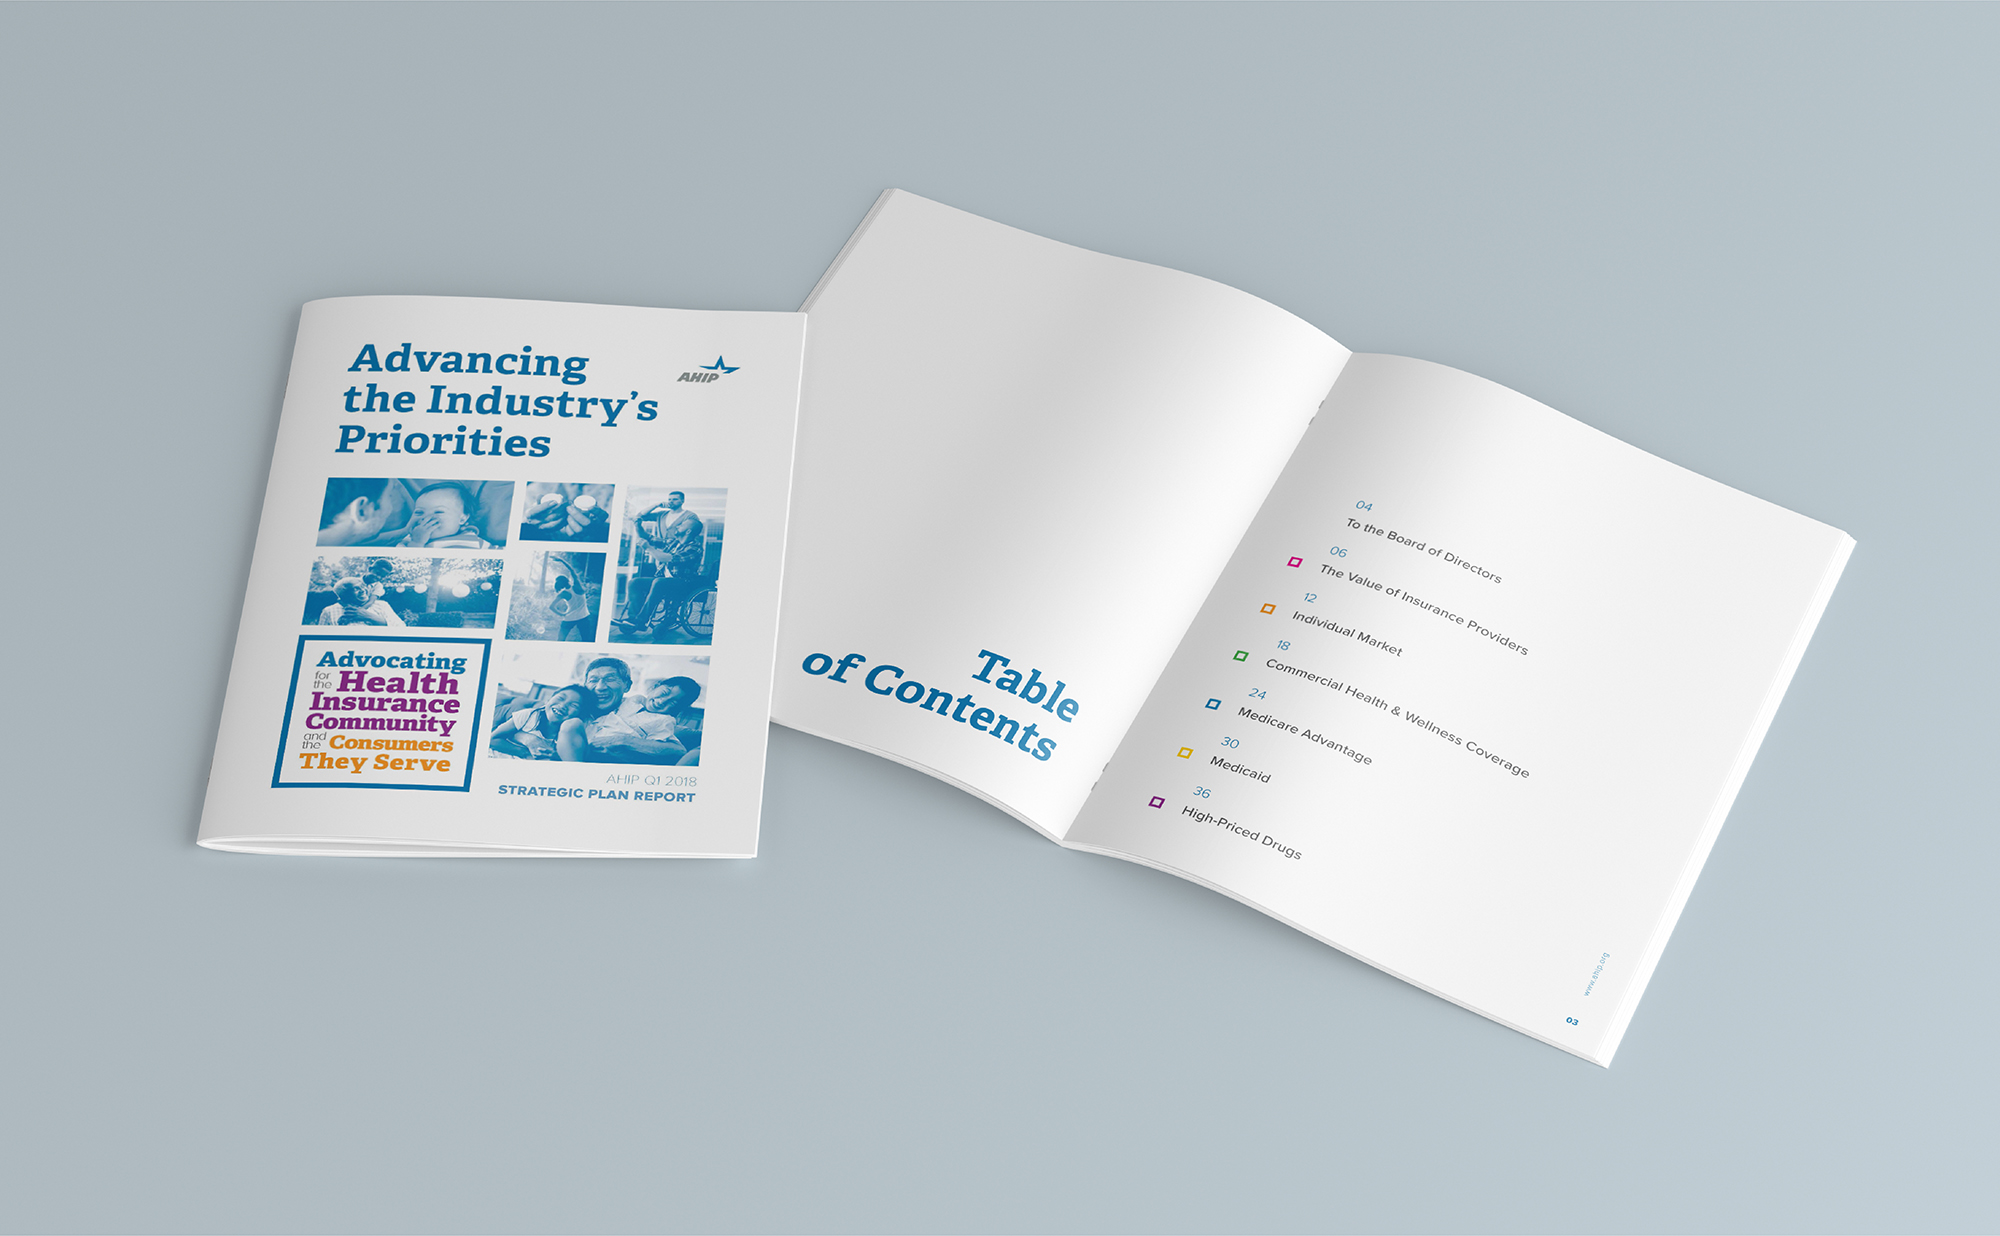 Advancing
the Industry's
Priorities
AHIP
Advocating
for the Health
Insurance
Community
and the Consumers
They Serve
AHIP Q1 2018
STRATEGIC PLAN REPORT
Table
of Contents
04
To the Board of Directors
06
The Value of Insurance Providers
12
Individual Market
18
Commercial Health & Wellness Coverage
24
Medicare Advantage
30
Medicaid
36
High-Priced Drugs
www.ahip.org
03